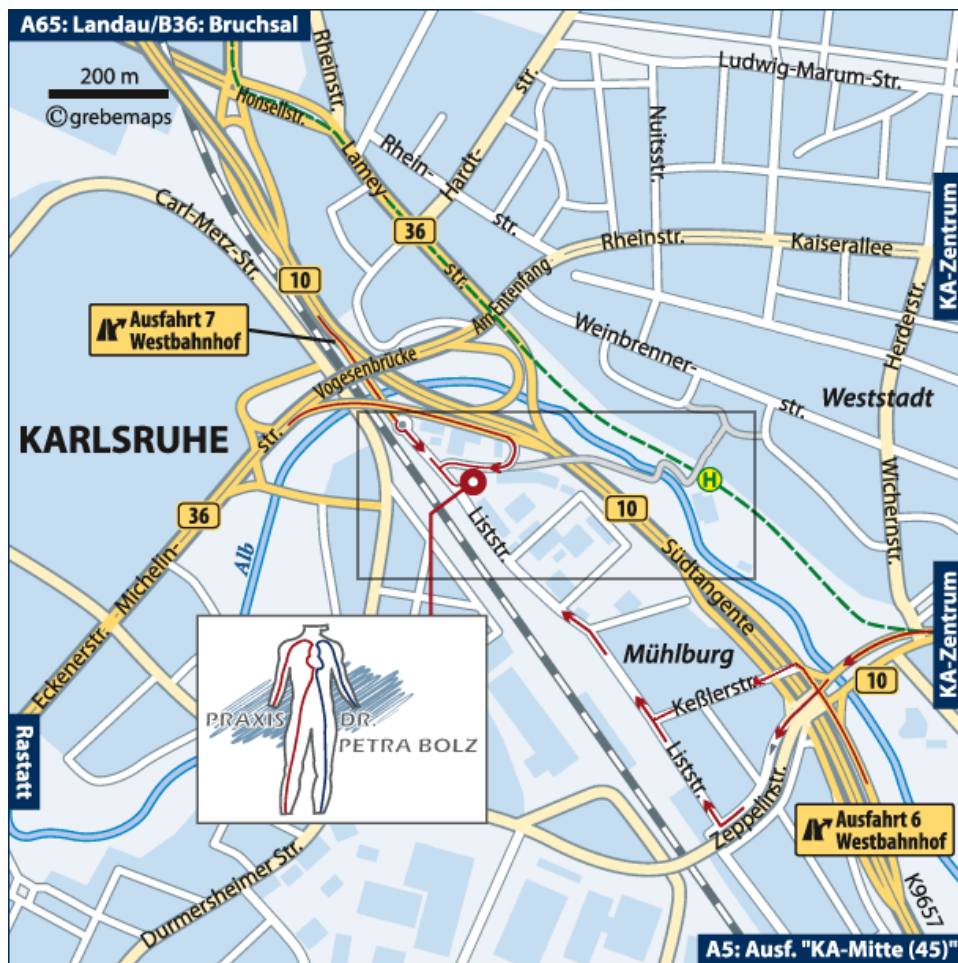 A65: Landau/B36: Bruchsal
200 m
© grebemaps
Honsellstr.
Rheinstr.
Lamey
str.
Rhein-
str.
Hardt-
str.
Ludwig-Marum-Str.
Nuitsstr.
Carl-Metz-Str.
36
10
Rheinstr.
Kaiserallee
KA-Zentrum
Am Entenfang
Ausfahrt 7
Westbahnhof
Vogesenbrücke
Weinbrenner-
str.
Herderstr.
Weststadt
KARLSRUHE
Wichernstr.
H
36
10
Alb
Liststr.
Südtangente
Eckenerstr.
Michelin-
str.
Mühlburg
Keßlerstr.
10
KA-Zentrum
PRAXIS DR.
PETRA BOLZ
Rastatt
Liststr.
Zeppelinstr.
Ausfahrt 6
Westbahnhof
Durmersheimer Str.
K9657
A5: Ausf. "KA-Mitte (45)"